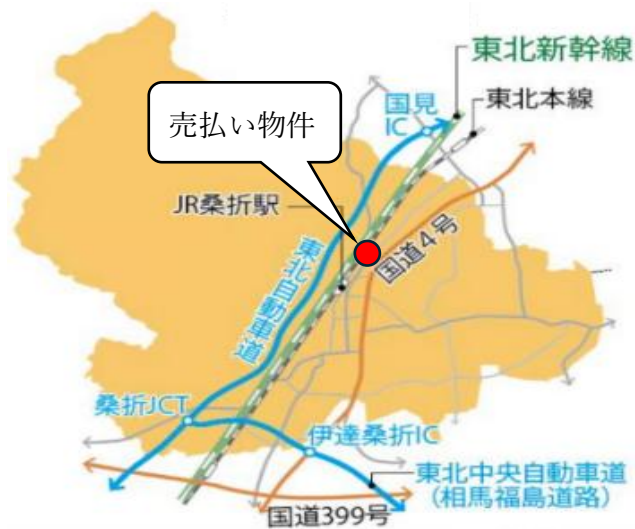 東北新幹線
国見
IC
東北本線
売払い物件
JR桑折駅
国道4号
東北自動車道
桑折JCT
伊達桑折IC
東北中央自動車道
(相馬福島道路)
国道399号